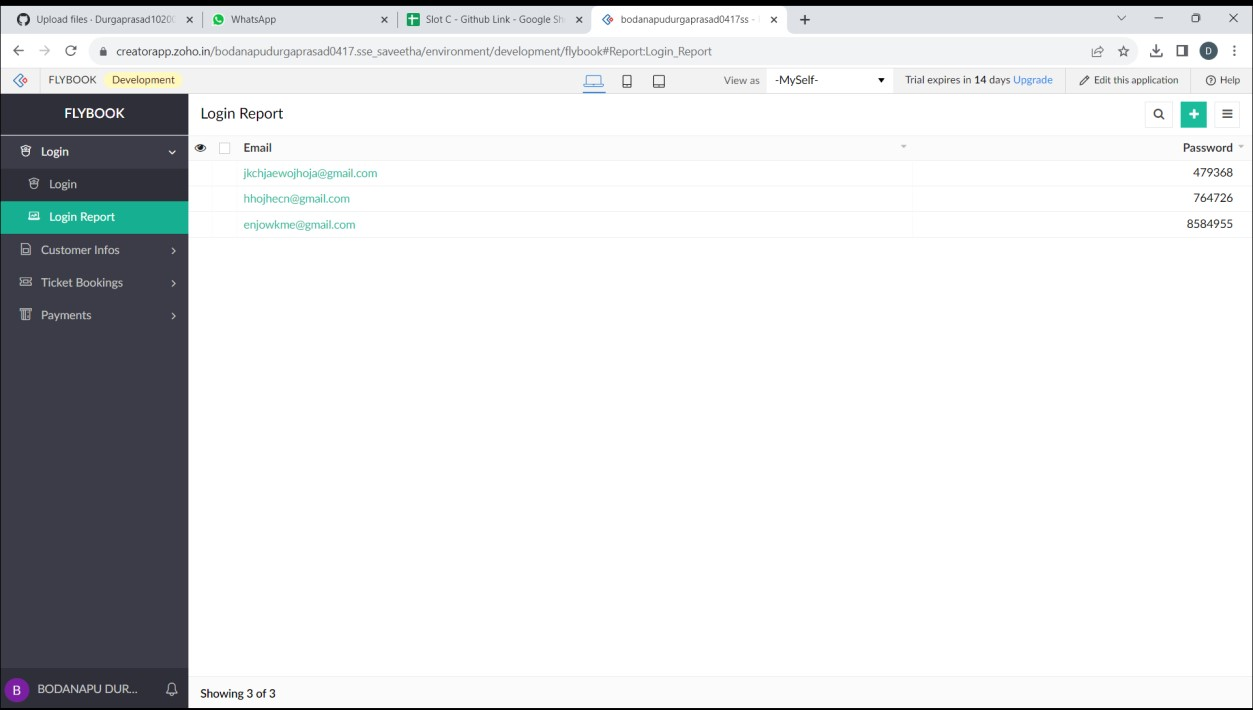 Upload files · Durgaprasad1020
WhatsApp
Slot C - Github Link - Google Sh
bodanapudurgaprasad0417ss -
creatorapp.zoho.in/bodanapudurgaprasad0417.sse_saveetha/environment/development/flybook#Report:Login_Report
D
FLYBOOK Development
View as -MySelf-
Trial expires in 14 days Upgrade
Edit this application
Help
FLYBOOK
Login
Login
Login Report
Customer Infos
Ticket Bookings
Payments
B BODANAPU DUR...
Login Report
Email Password
jkchjaewojhoja@gmail.com 479368
hhojhecn@gmail.com 764726
enjowkme@gmail.com 8584955
Showing 3 of 3